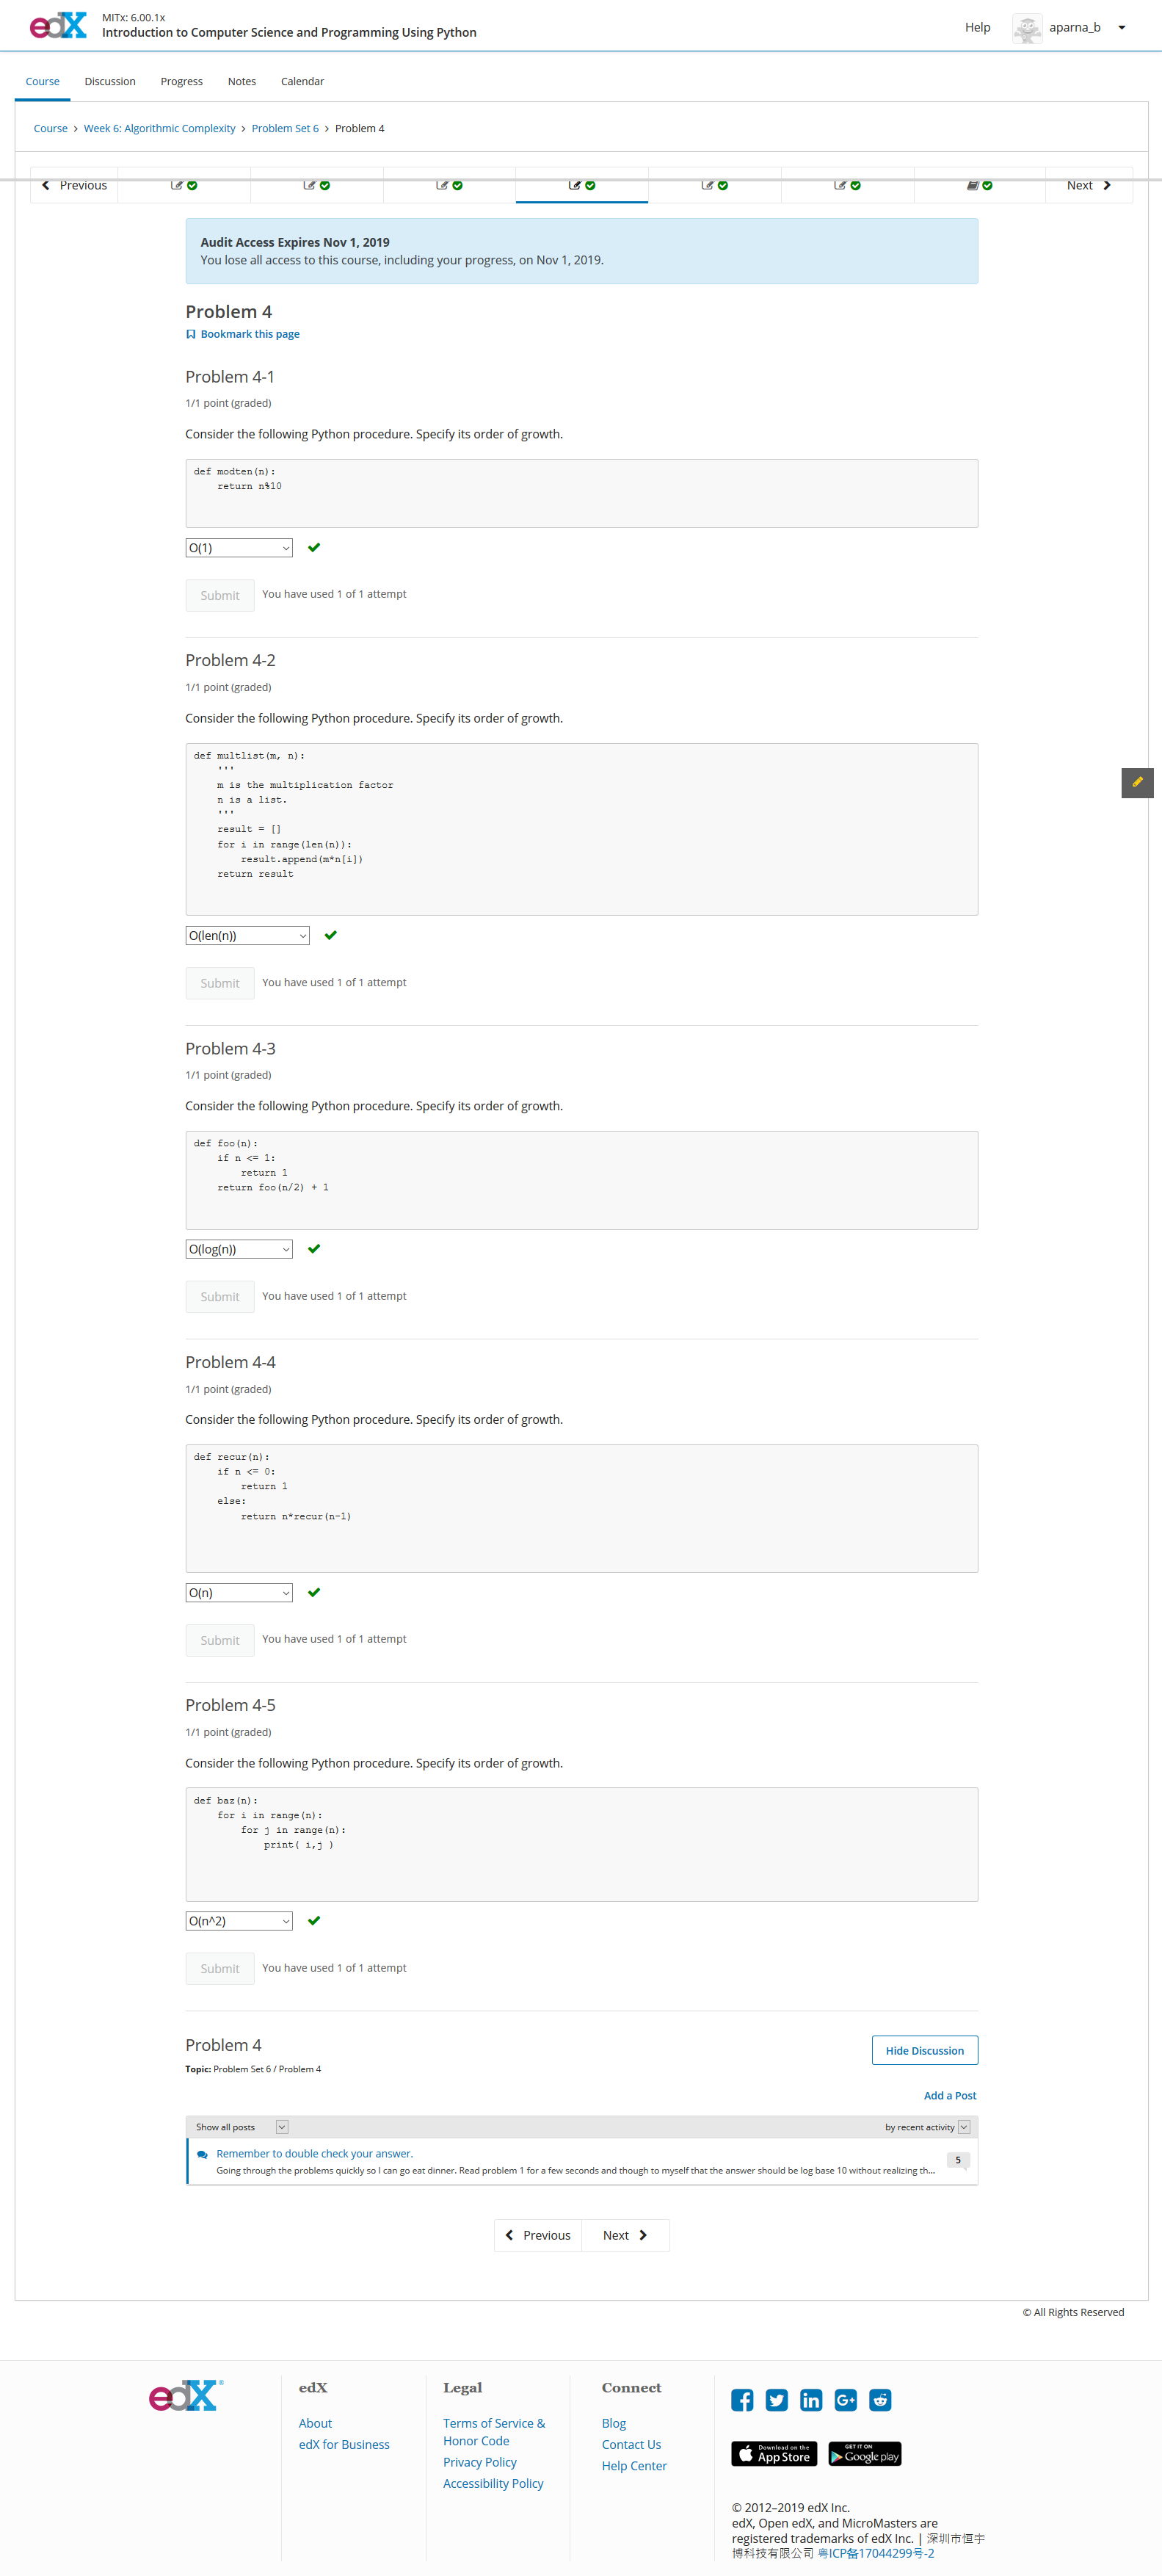 edX
MITx: 6.00.1x
Introduction to Computer Science and Programming Using Python
Help
aparna_b
Course
Discussion
Progress
Notes
Calendar
Course > Week 6: Algorithmic Complexity > Problem Set 6 > Problem 4
Previous
Next
Audit Access Expires Nov 1, 2019
You lose all access to this course, including your progress, on Nov 1, 2019.
Problem 4
Bookmark this page
Problem 4-1
1/1 point (graded)
Consider the following Python procedure. Specify its order of growth.
def modten(n):
    return n%10
O(1)
Submit
You have used 1 of 1 attempt
Problem 4-2
1/1 point (graded)
Consider the following Python procedure. Specify its order of growth.
def multlist(m, n):
    '''
    m is the multiplication factor
    n is a list.
    '''
    result = []
    for i in range(len(n)):
        result.append(m*n[i])
    return result
O(len(n))
Submit
You have used 1 of 1 attempt
Problem 4-3
1/1 point (graded)
Consider the following Python procedure. Specify its order of growth.
def foo(n):
    if n <= 1:
        return 1
    return foo(n/2) + 1
O(log(n))
Submit
You have used 1 of 1 attempt
Problem 4-4
1/1 point (graded)
Consider the following Python procedure. Specify its order of growth.
def recur(n):
    if n <= 0:
        return 1
    else:
        return n*recur(n-1)
O(n)
Submit
You have used 1 of 1 attempt
Problem 4-5
1/1 point (graded)
Consider the following Python procedure. Specify its order of growth.
def baz(n):
    for i in range(n):
        for j in range(n):
            print( i,j )
O(n^2)
Submit
You have used 1 of 1 attempt
Problem 4
Hide Discussion
Topic: Problem Set 6 / Problem 4
Add a Post
Show all posts
by recent activity
Remember to double check your answer.
Going through the problems quickly so I can go eat dinner. Read problem 1 for a few seconds and though to myself that the answer should be log base 10 without realizing th...
5
Previous
Next
© All Rights Reserved
edX®
edX
About
edX for Business
Legal
Terms of Service &
Honor Code
Privacy Policy
Accessibility Policy
Connect
Blog
Contact Us
Help Center
Download on the
App Store
GET IT ON
Google play
© 2012–2019 edX Inc.
edX, Open edX, and MicroMasters are
registered trademarks of edX Inc. | 深圳市恒宇
博科技有限公司 粤ICP备17044299号-2